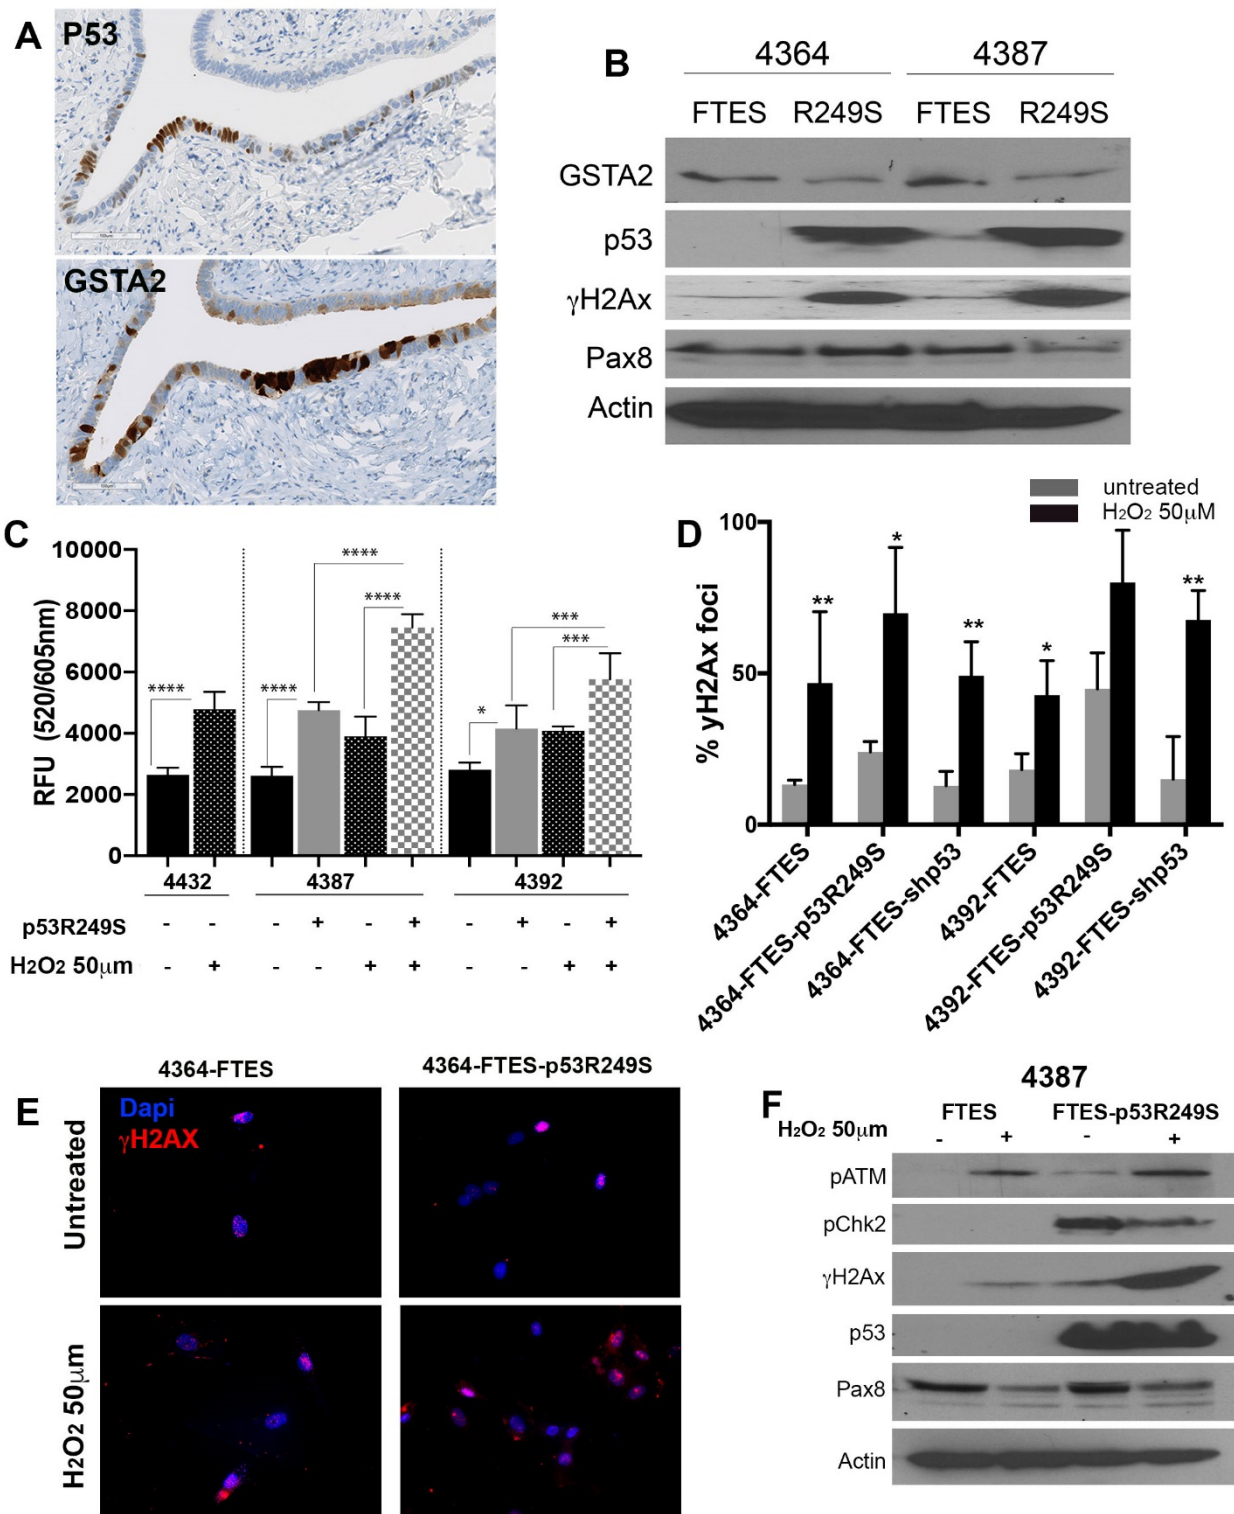 A
P53
GSTA2
B
4364 4387
FTES R249S FTES R249S
GSTA2
p53
γH2Ax
Pax8
Actin
C
10000
8000
6000
4000
2000
0
RFU (520/605nm)
**** **** **** **** * *** ***
4432 4387 4392
p53R249S - - - + - + - + - +
H2O2 50μm - + - - + + - - + +
D
untreated
H2O2 50μM
100
50
0
% yH2Ax foci
** * ** * **
4364-FTES
4364-FTES-p53R249S
4364-FTES-shp53
4392-FTES
4392-FTES-p53R249S
4392-FTES-shp53
E
4364-FTES 4364-FTES-p53R249S
Dapi
γH2AX
Untreated
H2O2 50μm
F
4387
FTES FTES-p53R249S
H2O2 50μm - + - +
pATM
pChk2
γH2Ax
p53
Pax8
Actin